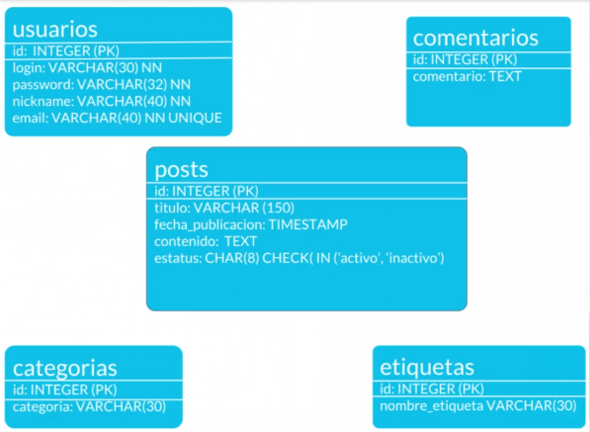 usuarios
id: INTEGER (PK)
login: VARCHAR(30) NN
password: VARCHAR(32) NN
nickname: VARCHAR(40) NN
email: VARCHAR(40) NN UNIQUE
comentarios
id: INTEGER (PK)
comentario: TEXT
posts
id: INTEGER (PK)
titulo: VARCHAR (150)
fecha_publicacion: TIMESTAMP
contenido: TEXT
estatus: CHAR(8) CHECK( IN ('activo', 'inactivo')
categorias
id: INTEGER (PK)
categoria: VARCHAR(30)
etiquetas
id: INTEGER (PK)
nombre_etiqueta VARCHAR(30)